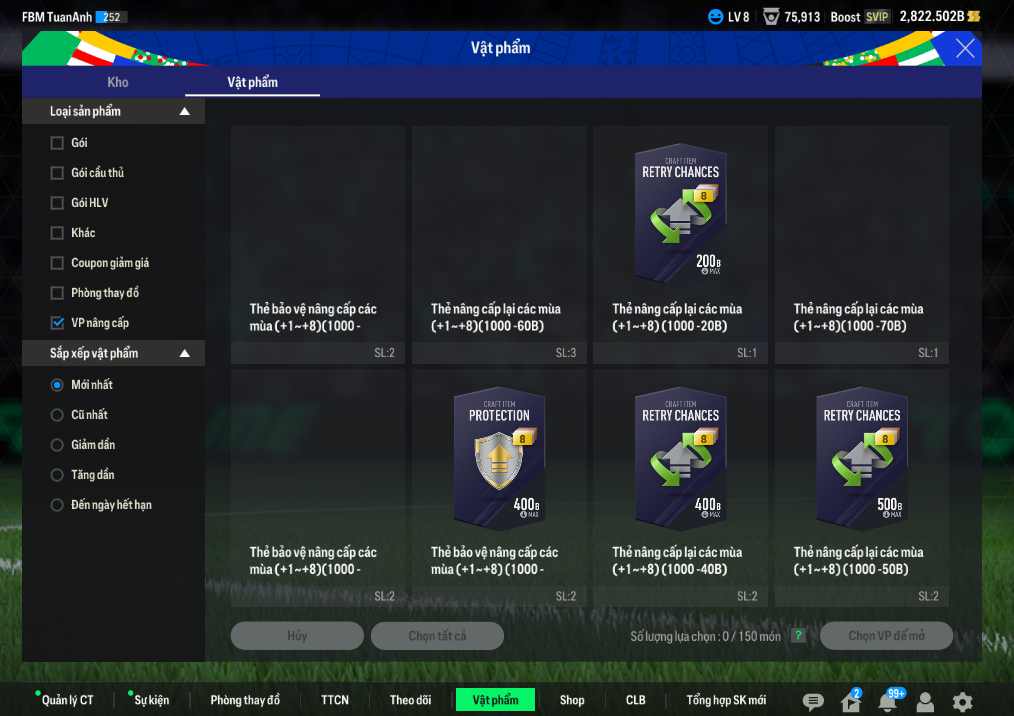 FBM TuanAnh 252
LV 8 75,913 Boost SVIP 2,822.502B
Vật phẩm
Kho Vật phẩm
Loại sản phẩm
Gói
Gói cầu thủ
Gói HLV
Khác
Coupon giảm giá
Phòng thay đồ
VP nâng cấp
Sắp xếp vật phẩm
Mới nhất
Cũ nhất
Giảm dần
Tăng dần
Đến ngày hết hạn
Thẻ bảo vệ nâng cấp các
mùa (+1~+8)(1000 -
SL:2
Thẻ nâng cấp lại các mùa
(+1~+8)(1000 -60B)
SL:3
CRAFT ITEM
RETRY CHANCES
8
200B
MAX
Thẻ nâng cấp lại các mùa
(+1~+8) (1000 -20B)
SL:1
Thẻ nâng cấp lại các mùa
(+1~+8)(1000 -70B)
SL:1
Thẻ bảo vệ nâng cấp các
mùa (+1~+8)(1000 -
SL:2
CRAFT ITEM
PROTECTION
8
400B
MAX
Thẻ bảo vệ nâng cấp các
mùa (+1~+8) (1000 -
SL:2
CRAFT ITEM
RETRY CHANCES
8
400B
MAX
Thẻ nâng cấp lại các mùa
(+1~+8) (1000 -40B)
SL:2
CRAFT ITEM
RETRY CHANCES
8
500B
MAX
Thẻ nâng cấp lại các mùa
(+1~+8) (1000 -50B)
SL:2
Hủy Chọn tất cả Số lượng lựa chọn : 0 / 150 món ? Chọn VP để mở
Quản lý CT Sự kiện Phòng thay đồ TTCN Theo dõi Vật phẩm Shop CLB Tổng hợp SK mới 2 99+